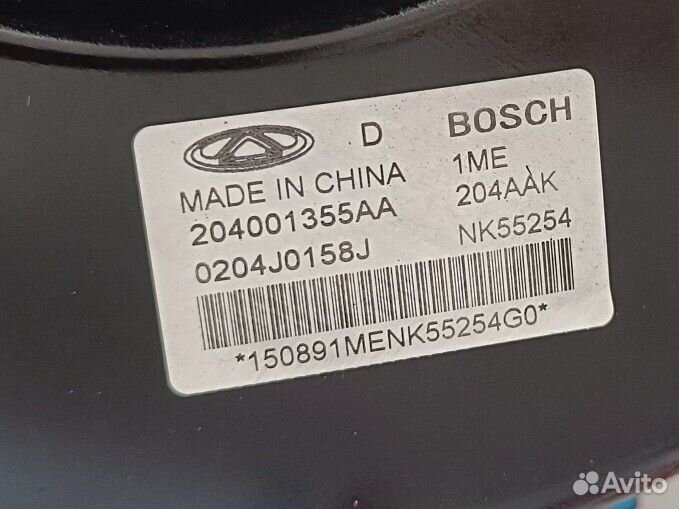 D BOSCH
MADE IN CHINA 1ME
204001355AA 204AAK
0204J0158J NK55254
*150891MENK55254G0*
Avito